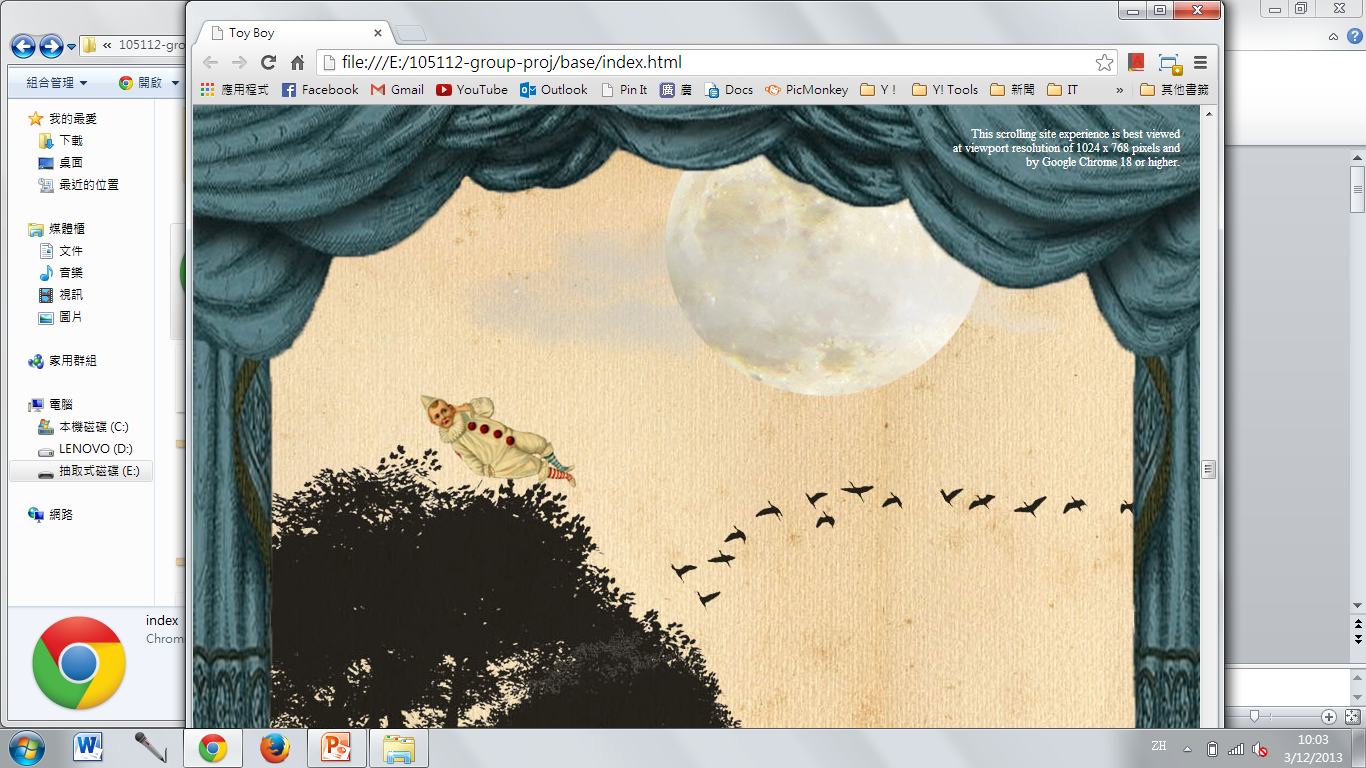 Toy Boy
105112-gro
file:///E:/105112-group-proj/base/index.html
組合管理 開啟
應用程式 Facebook Gmail YouTube Outlook Pin It 廣 Docs PicMonkey Y ! Y! Tools 新聞 IT » 其他書籤
我的最愛
下載
桌面
最近的位置
媒體櫃
文件
音樂
視訊
圖片
家用群組
電腦
本機磁碟 (C:)
LENOVO (D:)
抽取式磁碟 (E:)
網路
index
Chrom
This scrolling site experience is best viewed
at viewport resolution of 1024 x 768 pixels and
by Google Chrome 18 or higher.
ZH
10:03
3/12/2013